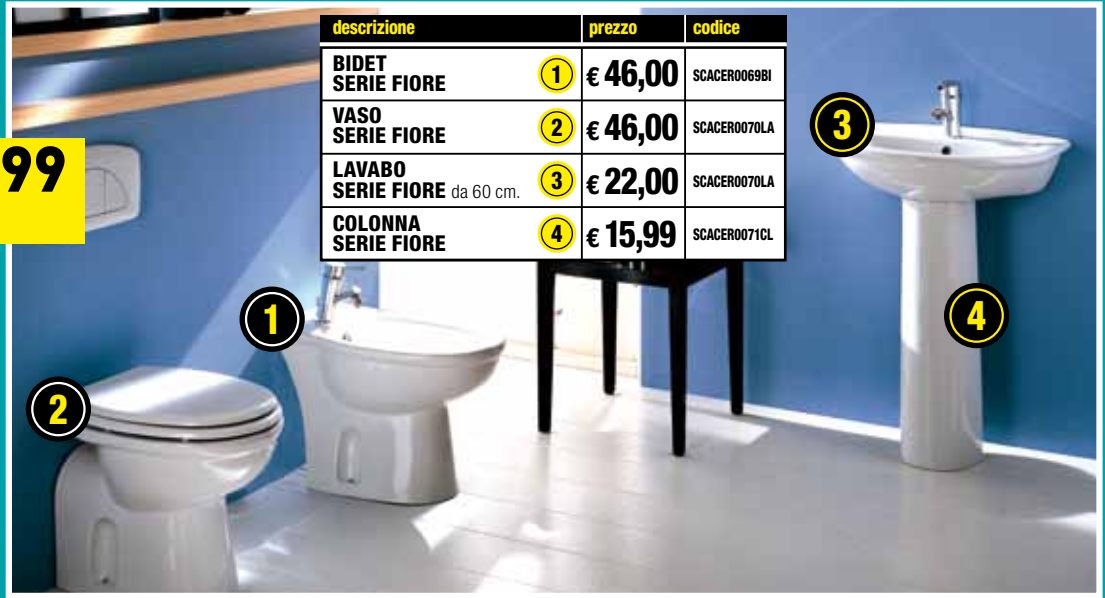 descrizione prezzo codice
BIDET
SERIE FIORE 1 € 46,00 SCACER0069BI
VASO
SERIE FIORE 2 € 46,00 SCACER0070LA
LAVABO
SERIE FIORE da 60 cm. 3 € 22,00 SCACER0070LA
COLONNA
SERIE FIORE 4 € 15,99 SCACER0071CL
99
3
1
4
2